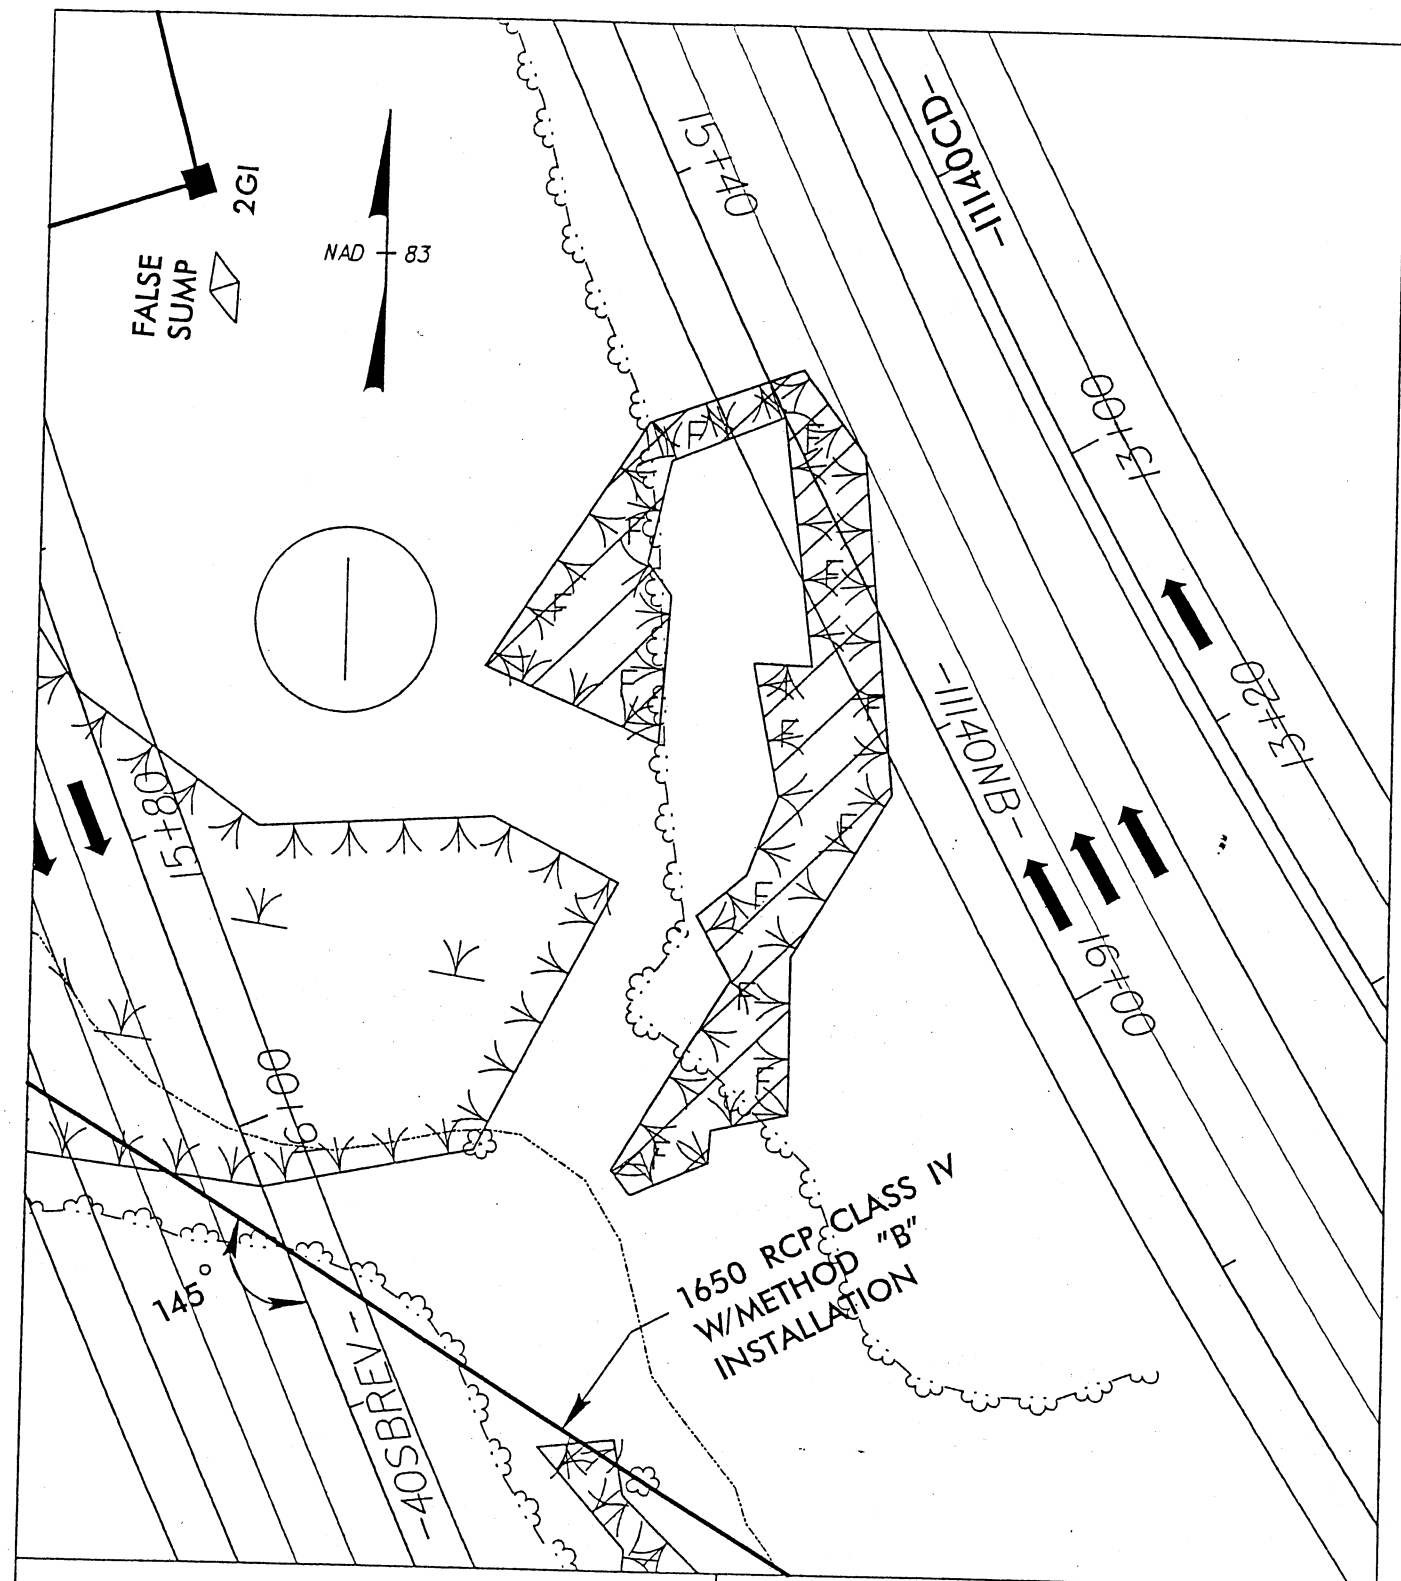 2GI
FALSE
SUMP
NAD 83
15+40
-I1140CD-
13+00
13+20
-I1140NB-
16+00
15+80
16+00
145°
-40SBREV-
1650 RCP CLASS IV
W/METHOD "B"
INSTALLATION
F
F
F
F
F
F
F
F
F
F
F
F